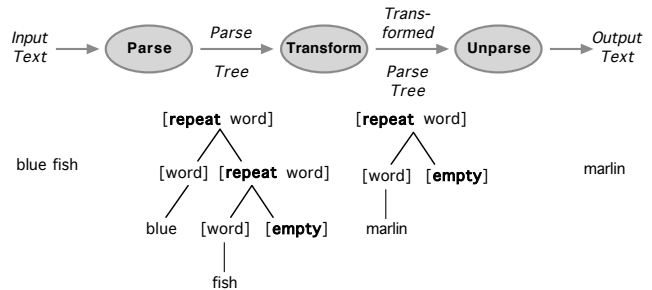 Input Text
Parse
Parse Tree
Transform
Trans-formed Parse Tree
Unparse
Output Text
[repeat word] [repeat word]
blue fish [word] [repeat word] [word] [empty] marlin
blue [word] [empty] marlin
fish